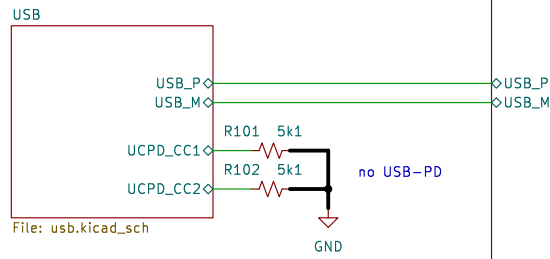 USB
USB_P USB_P
USB_M USB_M
R101 5k1
UCPD_CC1
R102 5k1
no USB-PD
UCPD_CC2
File: usb.kicad_sch
GND